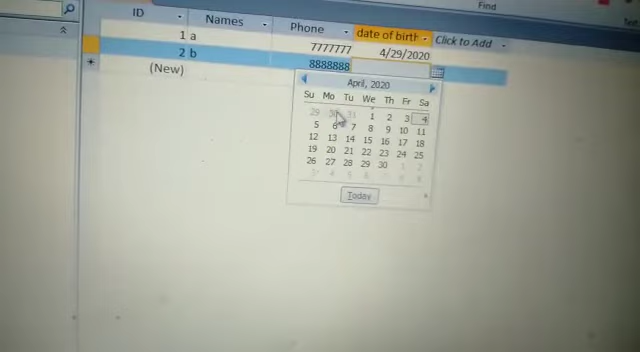 Find
ID Names Phone date of birth Click to Add
1 a 7777777 4/29/2020
2 b 8888888
(New)
April, 2020
Su Mo Tu We Th Fr Sa
29 30 31 1 2 3 4
5 6 7 8 9 10 11
12 13 14 15 16 17 18
19 20 21 22 23 24 25
26 27 28 29 30 1 2
3 4 5 6
Today